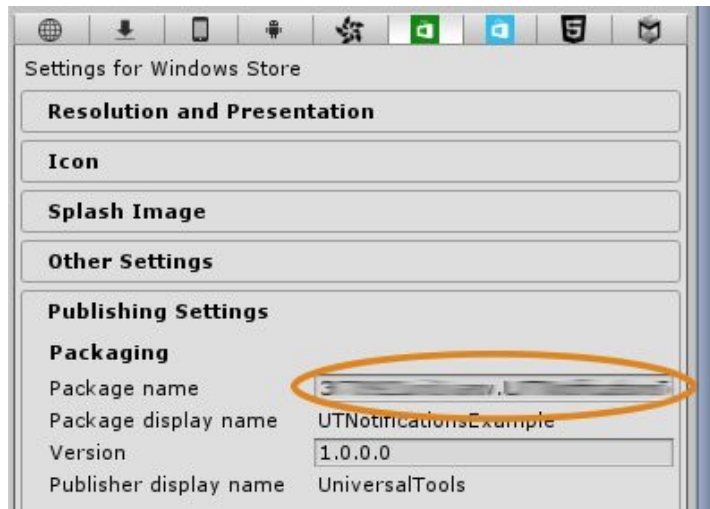 Settings for Windows Store
Resolution and Presentation
Icon
Splash Image
Other Settings
Publishing Settings
Packaging
Package name
Package display name UTNotificationsExample
Version 1.0.0.0
Publisher display name UniversalTools